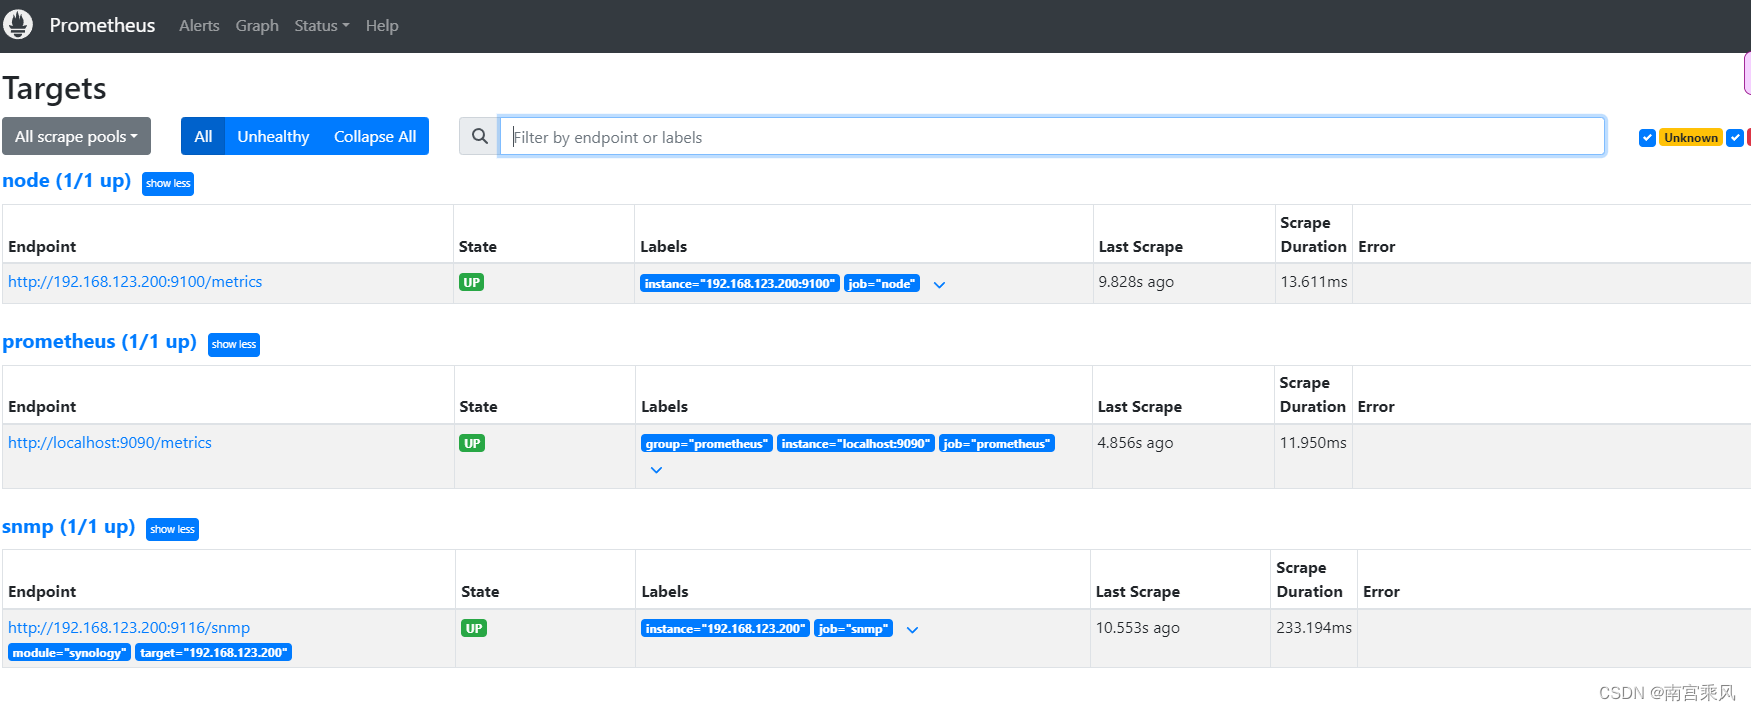 Prometheus Alerts Graph Status Help
Targets
All scrape pools All Unhealthy Collapse All Filter by endpoint or labels Unknown
node (1/1 up) show less
Endpoint State Labels Last Scrape Scrape Duration Error
http://192.168.123.200:9100/metrics UP instance="192.168.123.200:9100" job="node" 9.828s ago 13.611ms
prometheus (1/1 up) show less
Endpoint State Labels Last Scrape Scrape Duration Error
http://localhost:9090/metrics UP group="prometheus" instance="localhost:9090" job="prometheus" 4.856s ago 11.950ms
snmp (1/1 up) show less
Endpoint State Labels Last Scrape Scrape Duration Error
http://192.168.123.200:9116/snmp UP instance="192.168.123.200" job="snmp" 10.553s ago 233.194ms
module="synology" target="192.168.123.200"
CSDN @南宫乘风